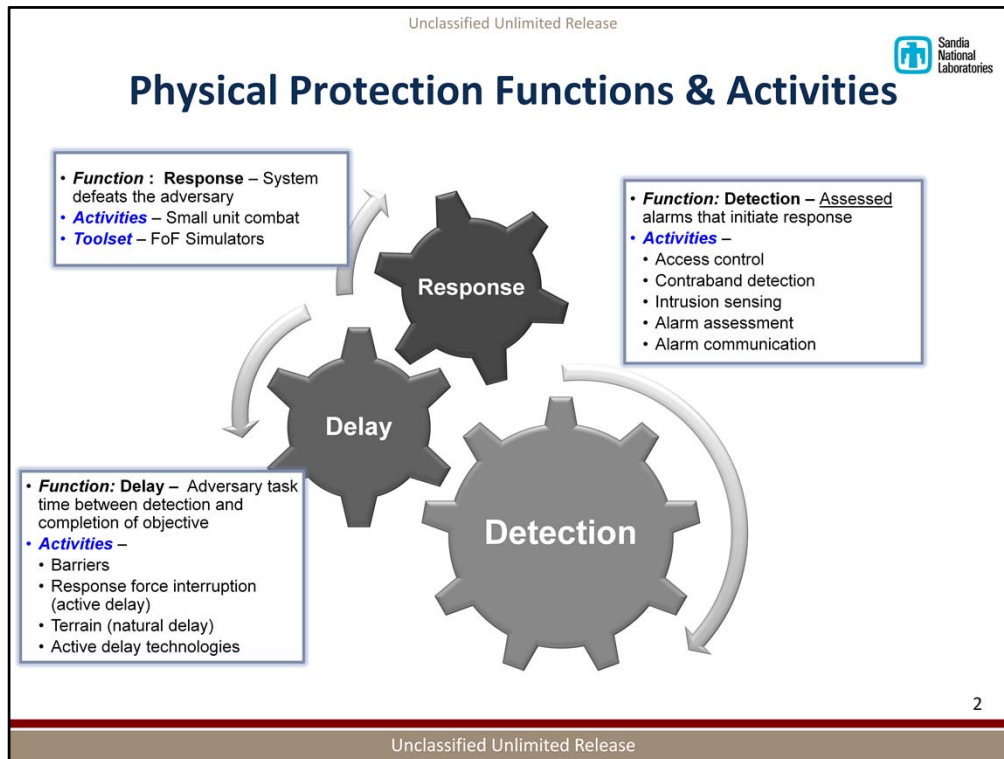 Unclassified Unlimited Release
Sandia
National
Laboratories
Physical Protection Functions & Activities
• Function : Response – System
defeats the adversary
• Activities – Small unit combat
• Toolset – FoF Simulators
• Function: Detection – Assessed
alarms that initiate response
• Activities –
• Access control
• Contraband detection
• Intrusion sensing
• Alarm assessment
• Alarm communication
Response
Delay
Detection
• Function: Delay – Adversary task
time between detection and
completion of objective
• Activities –
• Barriers
• Response force interruption
(active delay)
• Terrain (natural delay)
• Active delay technologies
2
Unclassified Unlimited Release